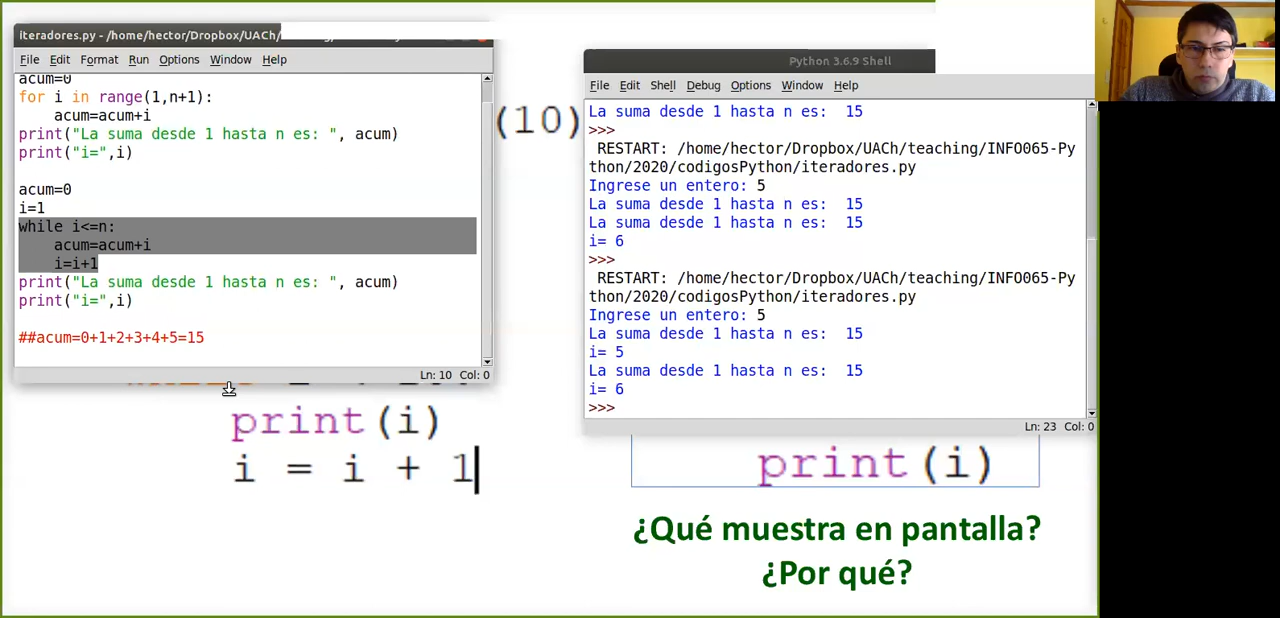 iteradores.py - /home/hector/Dropbox/UACh/
File Edit Format Run Options Window Help
acum=0
for i in range(1,n+1):
    acum=acum+i
print("La suma desde 1 hasta n es: ", acum)
print("i=",i)

acum=0
i=1
while i<=n:
    acum=acum+i
    i=i+1
print("La suma desde 1 hasta n es: ", acum)
print("i=",i)

##acum=0+1+2+3+4+5=15
Ln: 10 Col: 0
(10)
print(i)
i = i + 1
Python 3.6.9 Shell
File Edit Shell Debug Options Window Help
La suma desde 1 hasta n es:  15
>>>
 RESTART: /home/hector/Dropbox/UACh/teaching/INFO065-Py
thon/2020/codigosPython/iteradores.py
Ingrese un entero: 5
La suma desde 1 hasta n es:  15
La suma desde 1 hasta n es:  15
i= 6
>>>
 RESTART: /home/hector/Dropbox/UACh/teaching/INFO065-Py
thon/2020/codigosPython/iteradores.py
Ingrese un entero: 5
La suma desde 1 hasta n es:  15
i= 5
La suma desde 1 hasta n es:  15
i= 6
>>>
Ln: 23 Col: 0
print(i)
¿Qué muestra en pantalla?
¿Por qué?